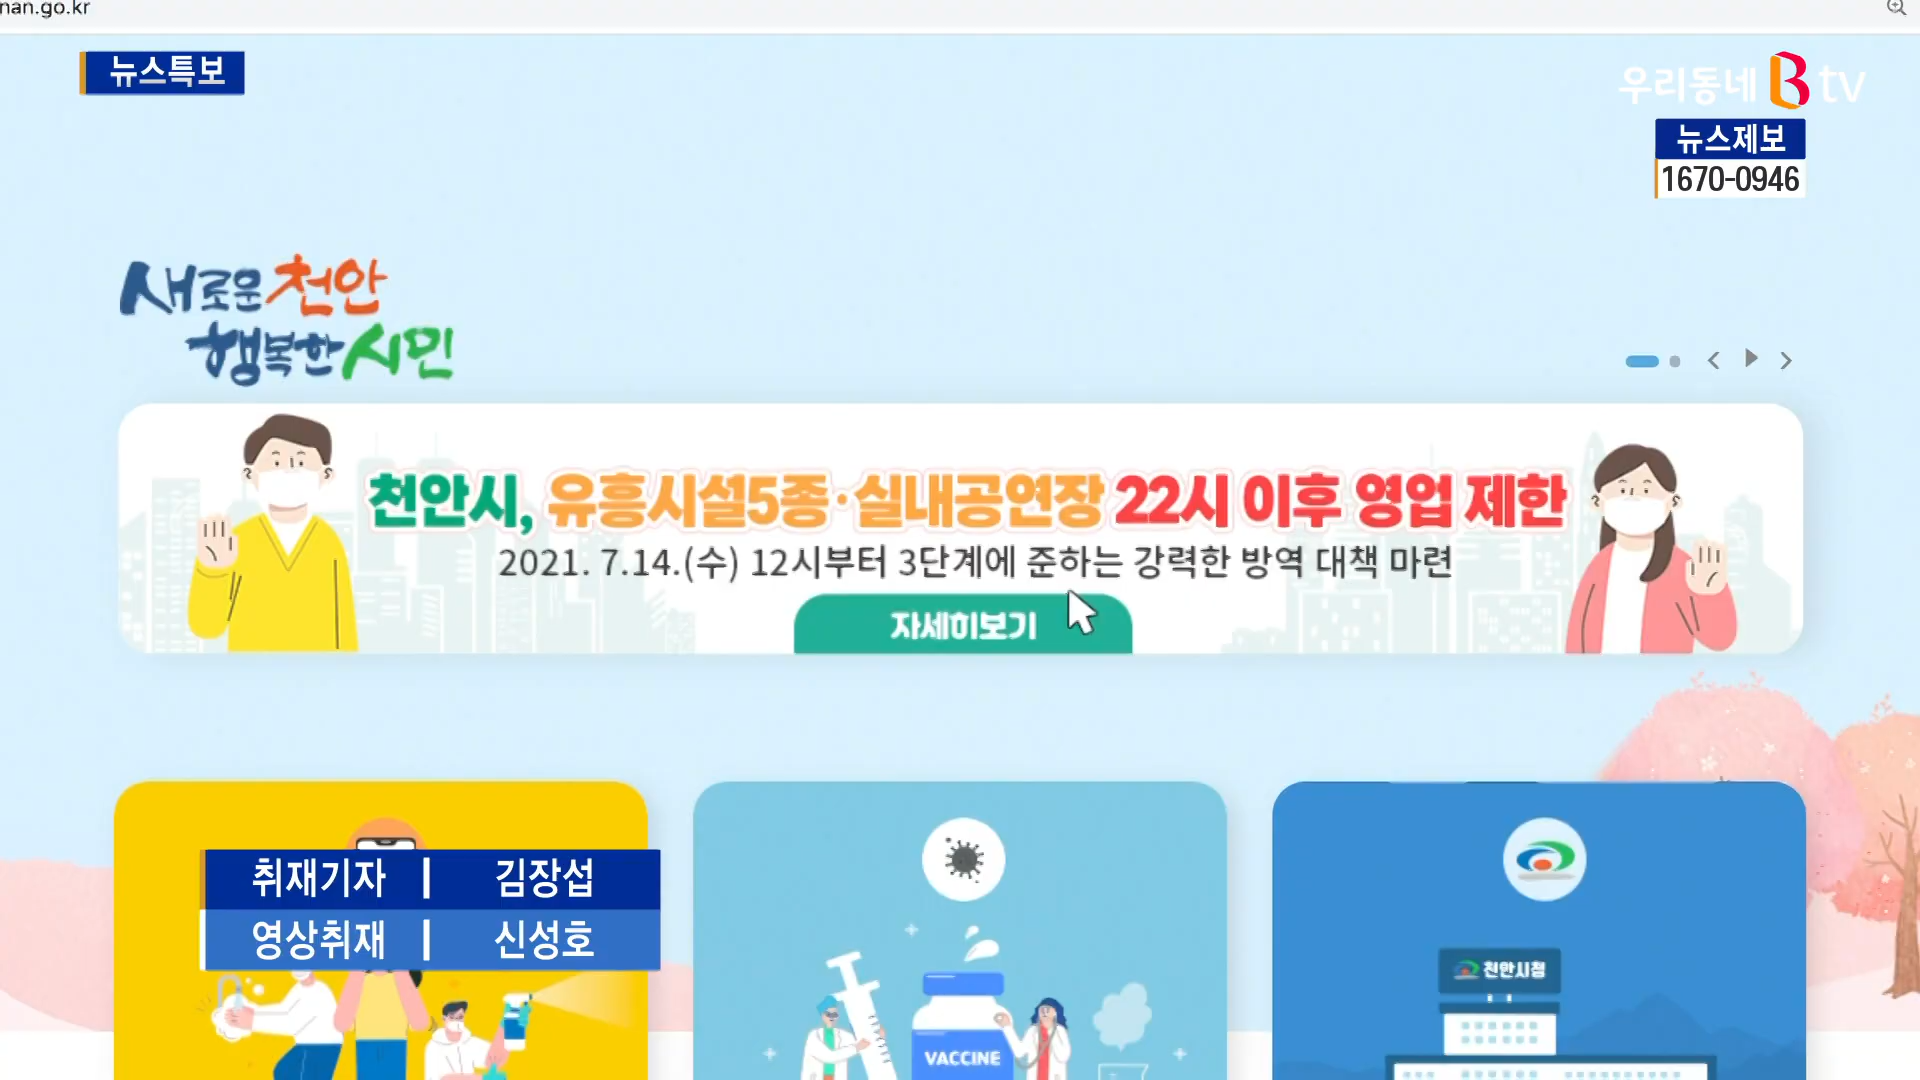 nan.go.kr
뉴스특보
우리동네 B tv
뉴스제보
1670-0946
새로운 천안
행복한 시민
천안시, 유흥시설5종·실내공연장 22시 이후 영업 제한
2021. 7.14.(수) 12시부터 3단계에 준하는 강력한 방역 대책 마련
자세히보기
취재기자 | 김장섭
영상취재 | 신성호
천안시청
VACCINE